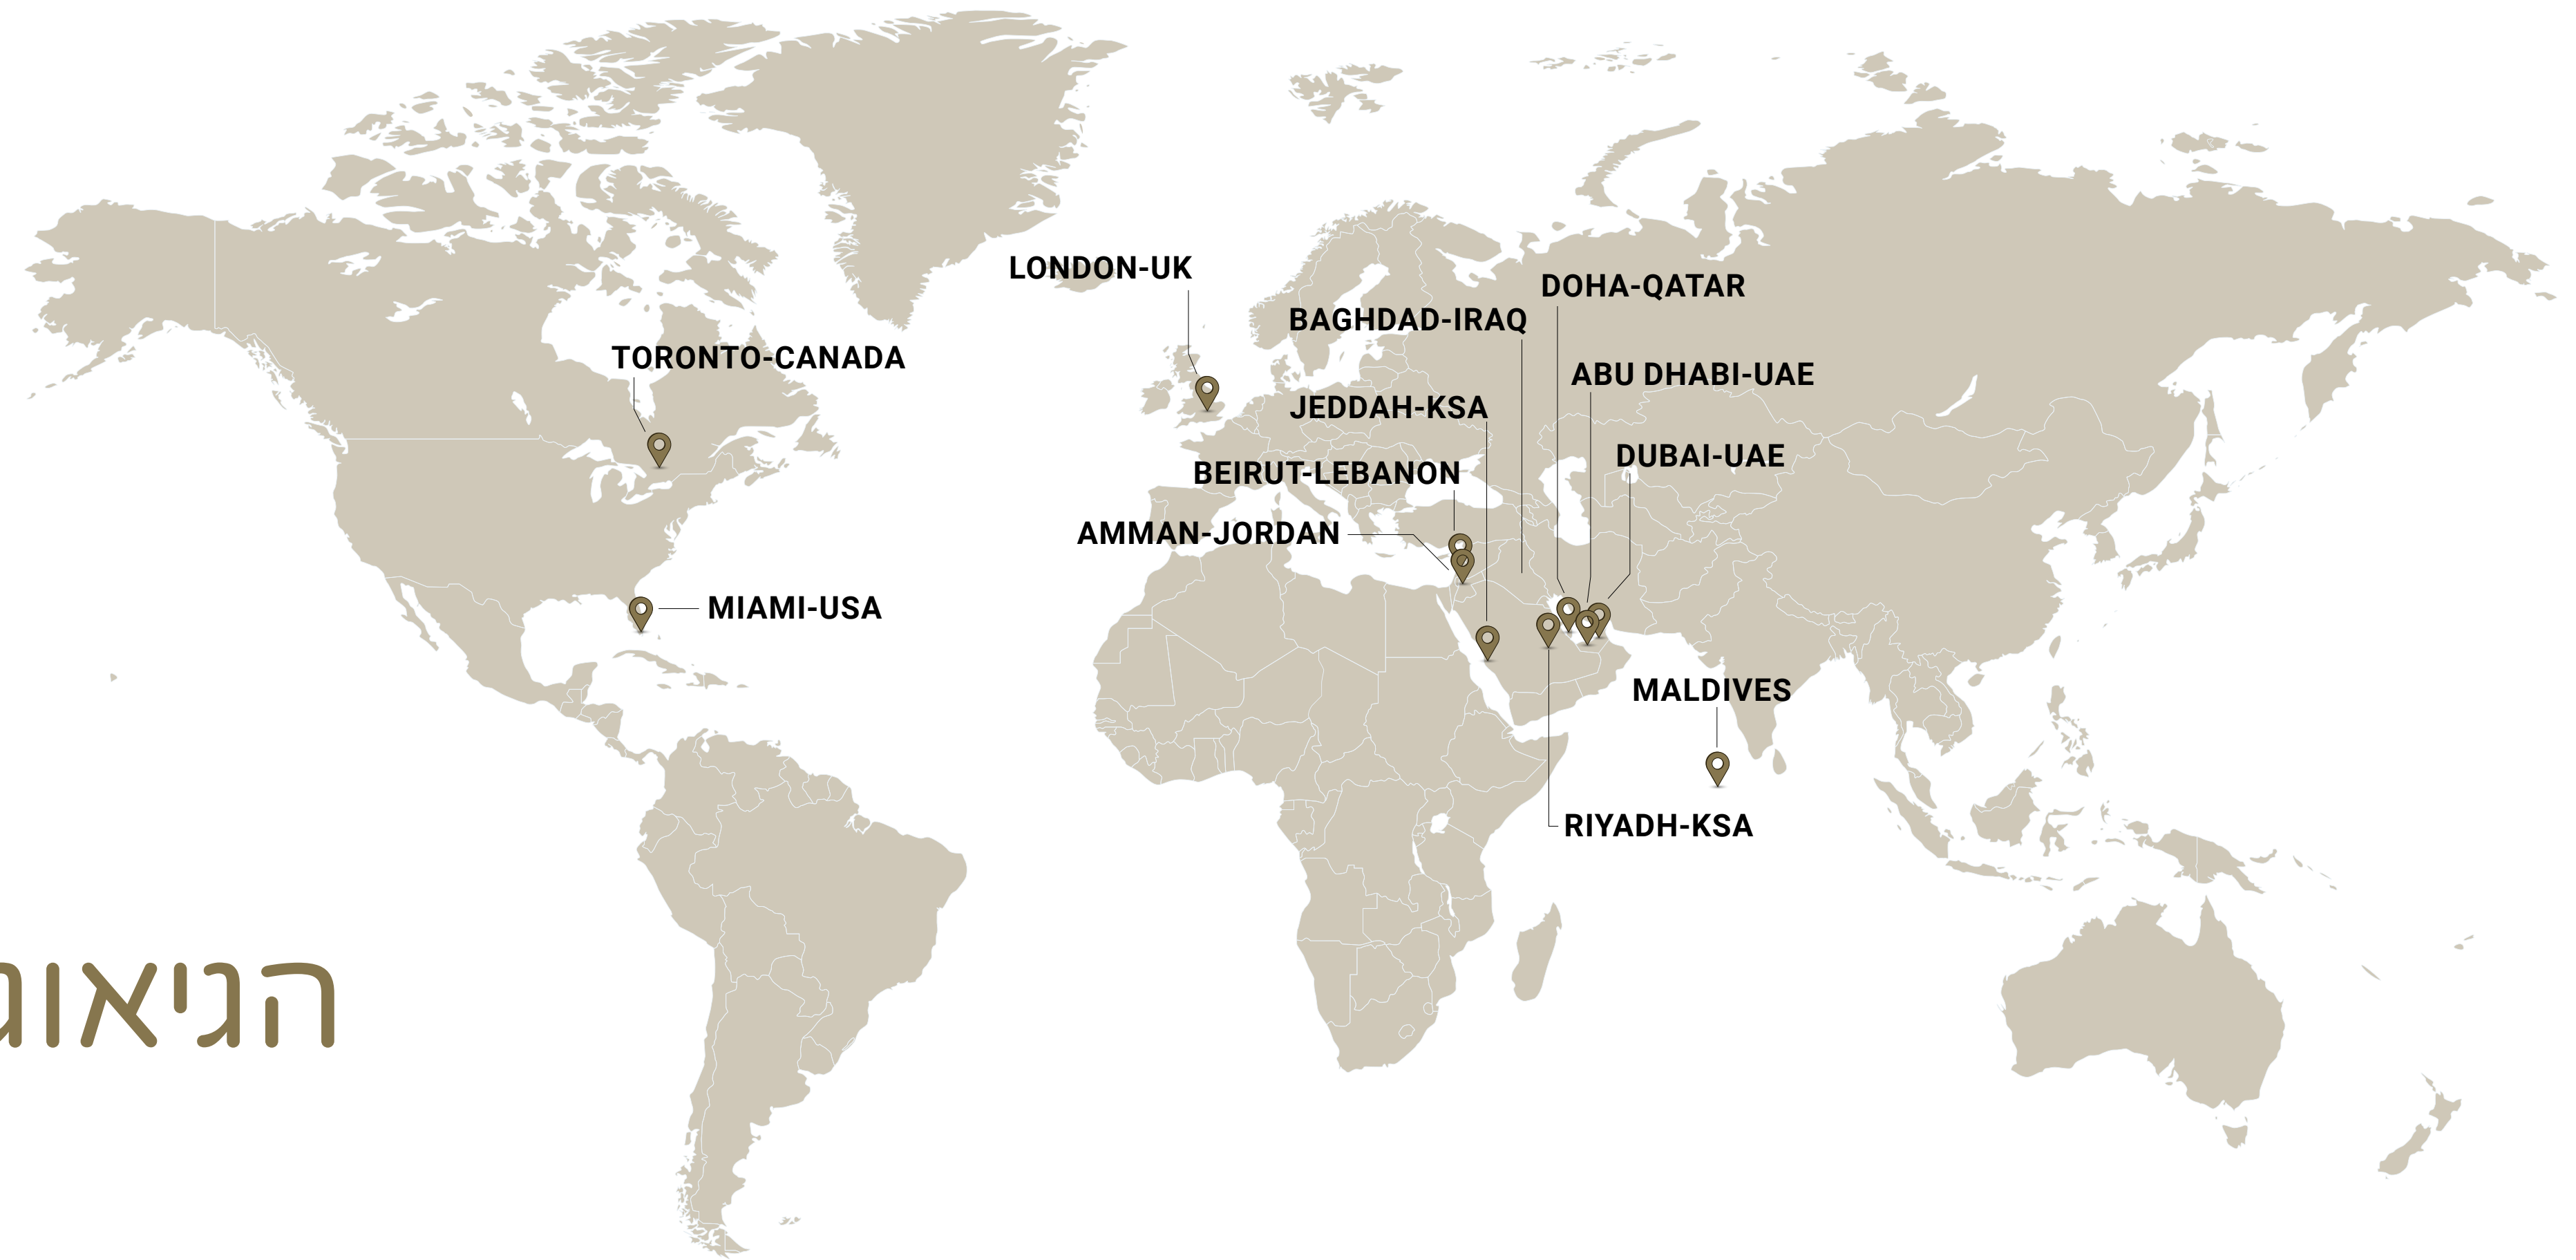 LONDON-UK
DOHA-QATAR
BAGHDAD-IRAQ
TORONTO-CANADA
ABU DHABI-UAE
JEDDAH-KSA
DUBAI-UAE
BEIRUT-LEBANON
AMMAN-JORDAN
MIAMI-USA
MALDIVES
RIYADH-KSA